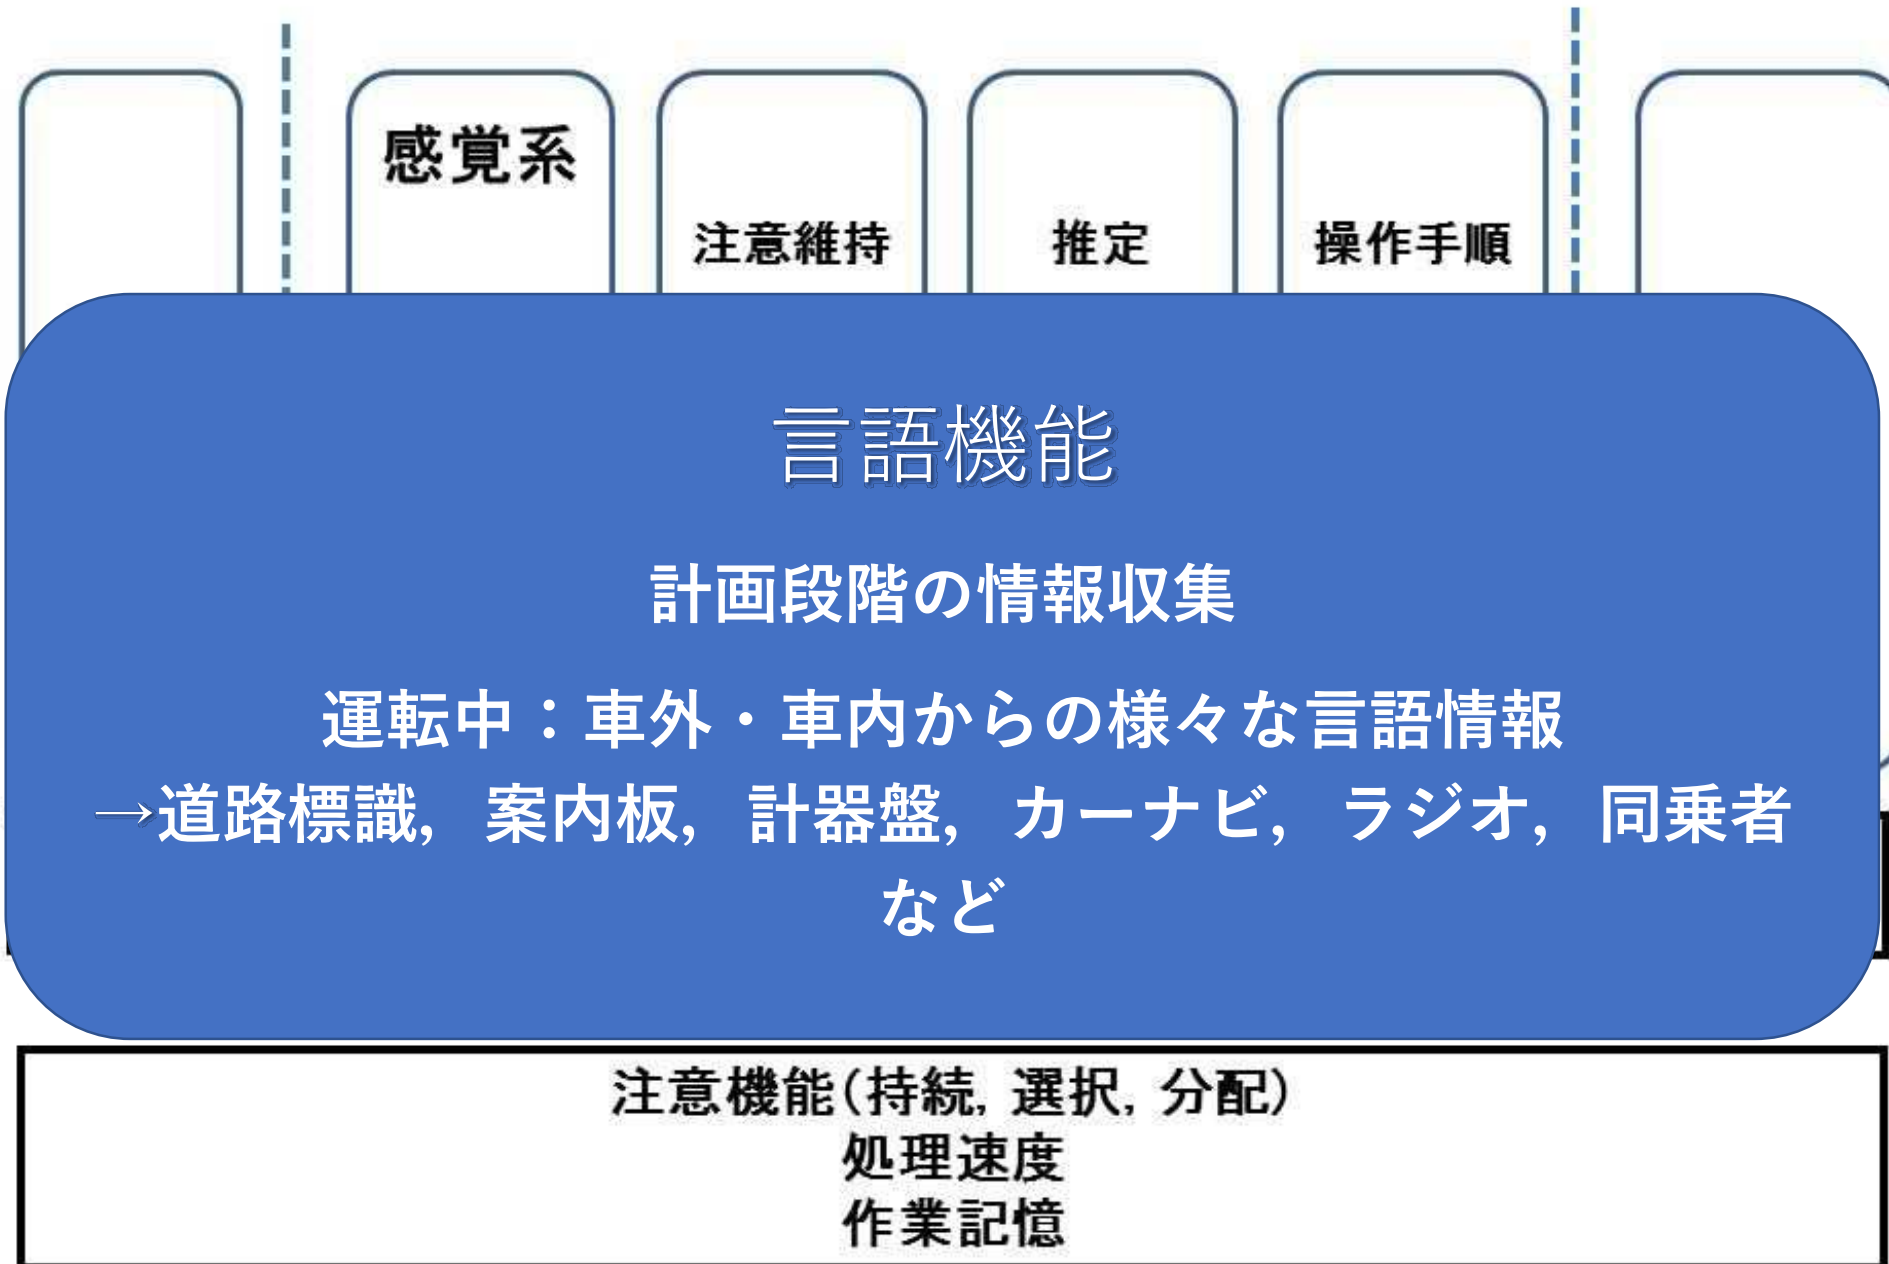 感覚系
注意維持 推定 操作手順
言語機能
計画段階の情報収集
運転中：車外・車内からの様々な言語情報
→道路標識, 案内板, 計器盤, カーナビ, ラジオ, 同乗者
など
注意機能(持続, 選択, 分配)
処理速度
作業記憶